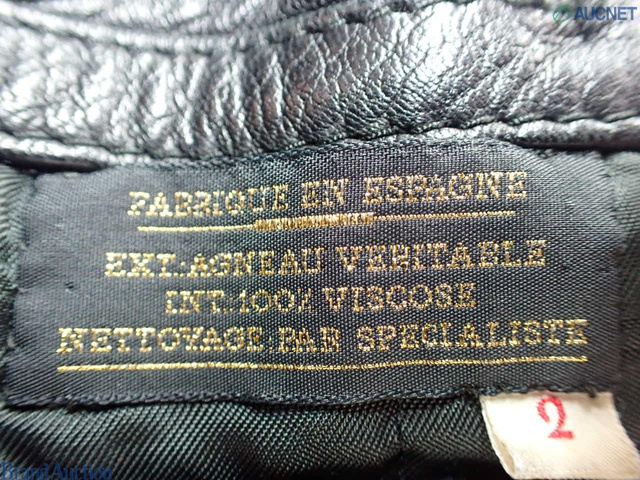 AUCNET
FABRIQUE EN ESPAGNE
EXT.AGNEAU VERITABLE
INT.100% VISCOSE
NETTOYAGE.PAR SPECIALISTE
2
Brand Auction